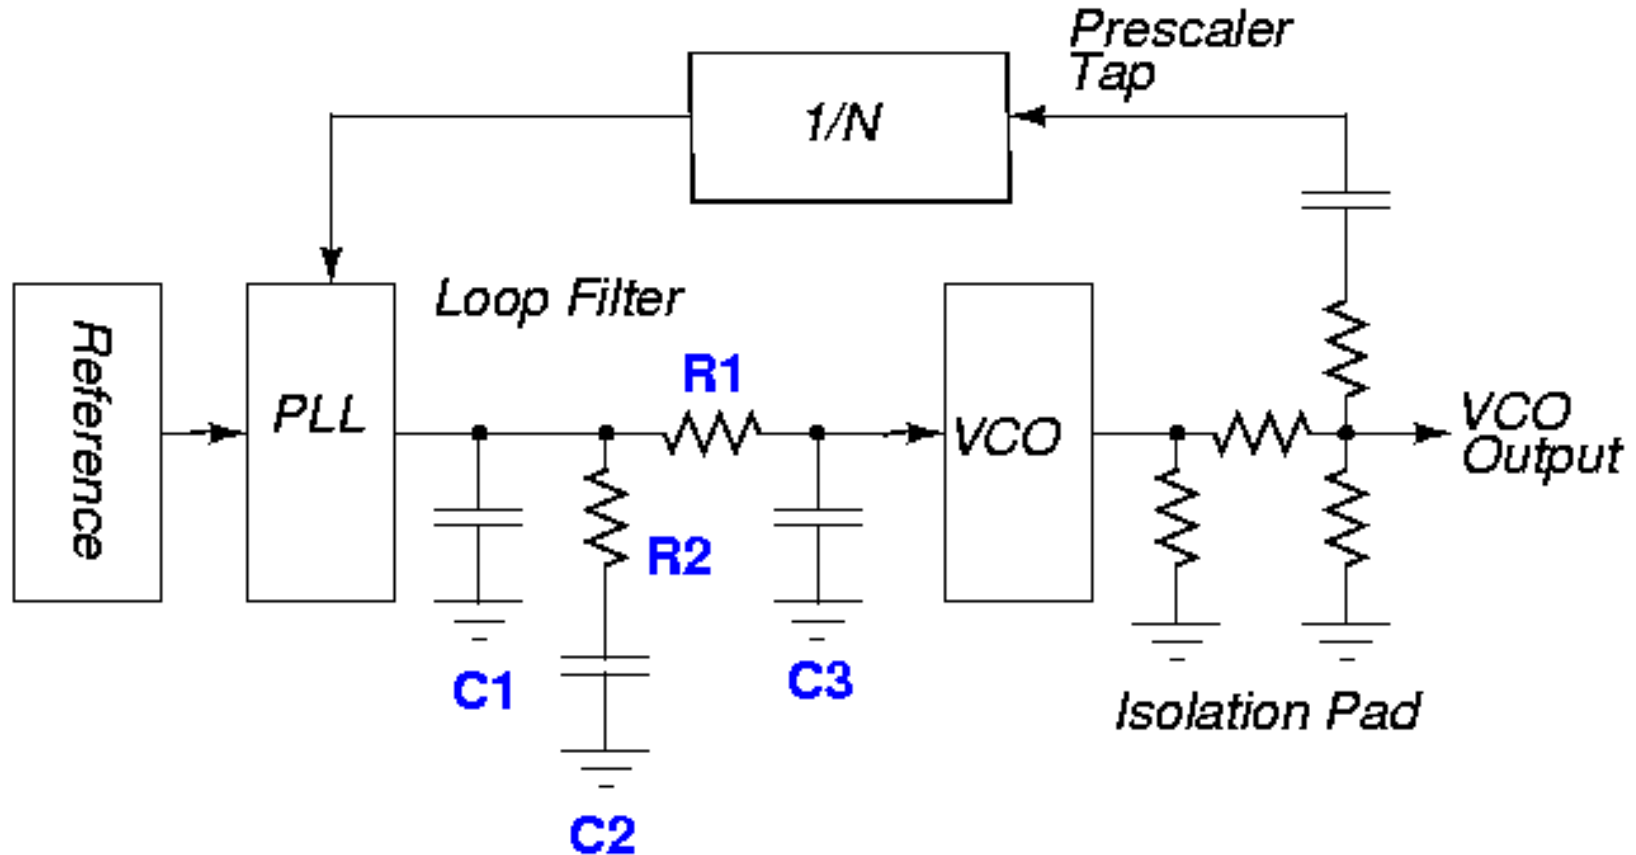 Prescaler
Tap
1/N
Loop Filter
Reference
PLL
R1
R2
C1
C2
C3
VCO
VCO
Output
Isolation Pad